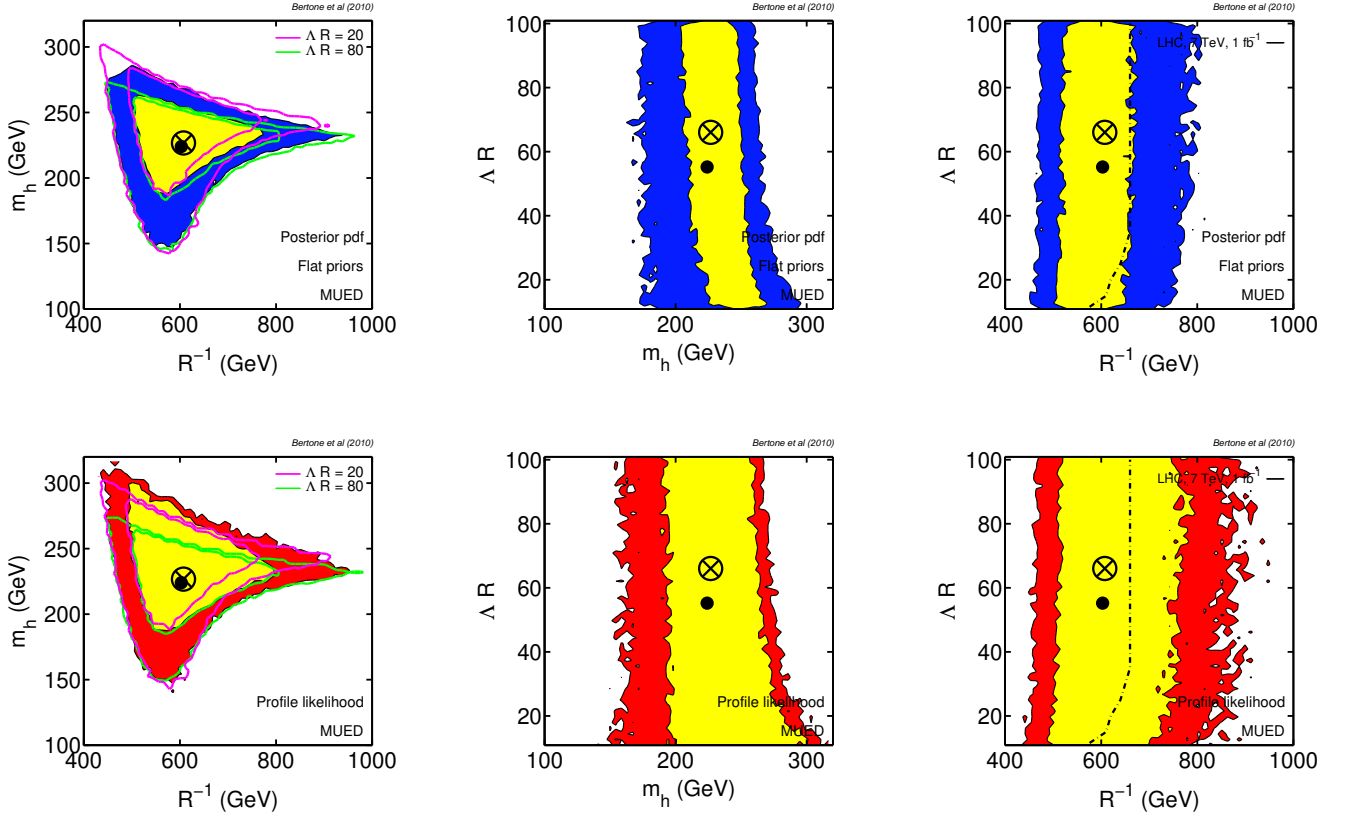 Bertone et al (2010)
300
250
200
150
100
m_h (GeV)
Λ R = 20
Λ R = 80
Posterior pdf
Flat priors
MUED
400 600 800 1000
R⁻¹ (GeV)
Bertone et al (2010)
100
80
60
40
20
Λ R
Posterior pdf
Flat priors
MUED
100 200 300
m_h (GeV)
Bertone et al (2010)
100
80
60
40
20
Λ R
LHC, 7 TeV, 1 fb⁻¹
Posterior pdf
Flat priors
MUED
400 600 800 1000
R⁻¹ (GeV)
Bertone et al (2010)
300
250
200
150
100
m_h (GeV)
Λ R = 20
Λ R = 80
Profile likelihood
MUED
400 600 800 1000
R⁻¹ (GeV)
Bertone et al (2010)
100
80
60
40
20
Λ R
Profile likelihood
MUED
100 200 300
m_h (GeV)
Bertone et al (2010)
100
80
60
40
20
Λ R
LHC, 7 TeV, 1 fb⁻¹
Profile likelihood
MUED
400 600 800 1000
R⁻¹ (GeV)